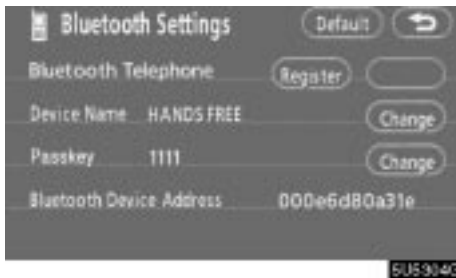 Bluetooth Settings Default
Bluetooth Telephone Register
Device Name HANDS FREE Change
Passkey 1111 Change
Bluetooth Device Address 000e6d80a31e
5U5304G